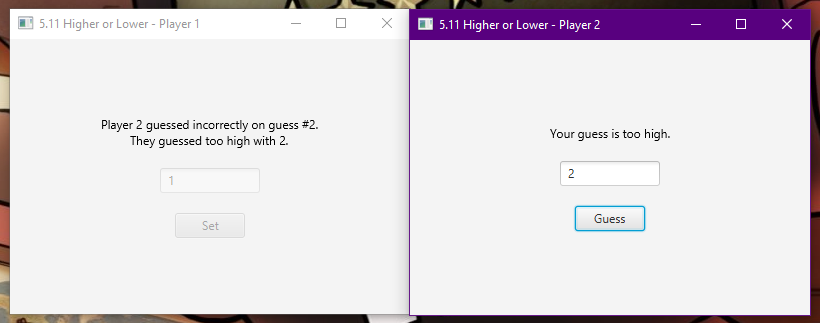 5.11 Higher or Lower - Player 1
Player 2 guessed incorrectly on guess #2.
They guessed too high with 2.
1
Set
5.11 Higher or Lower - Player 2
Your guess is too high.
2
Guess